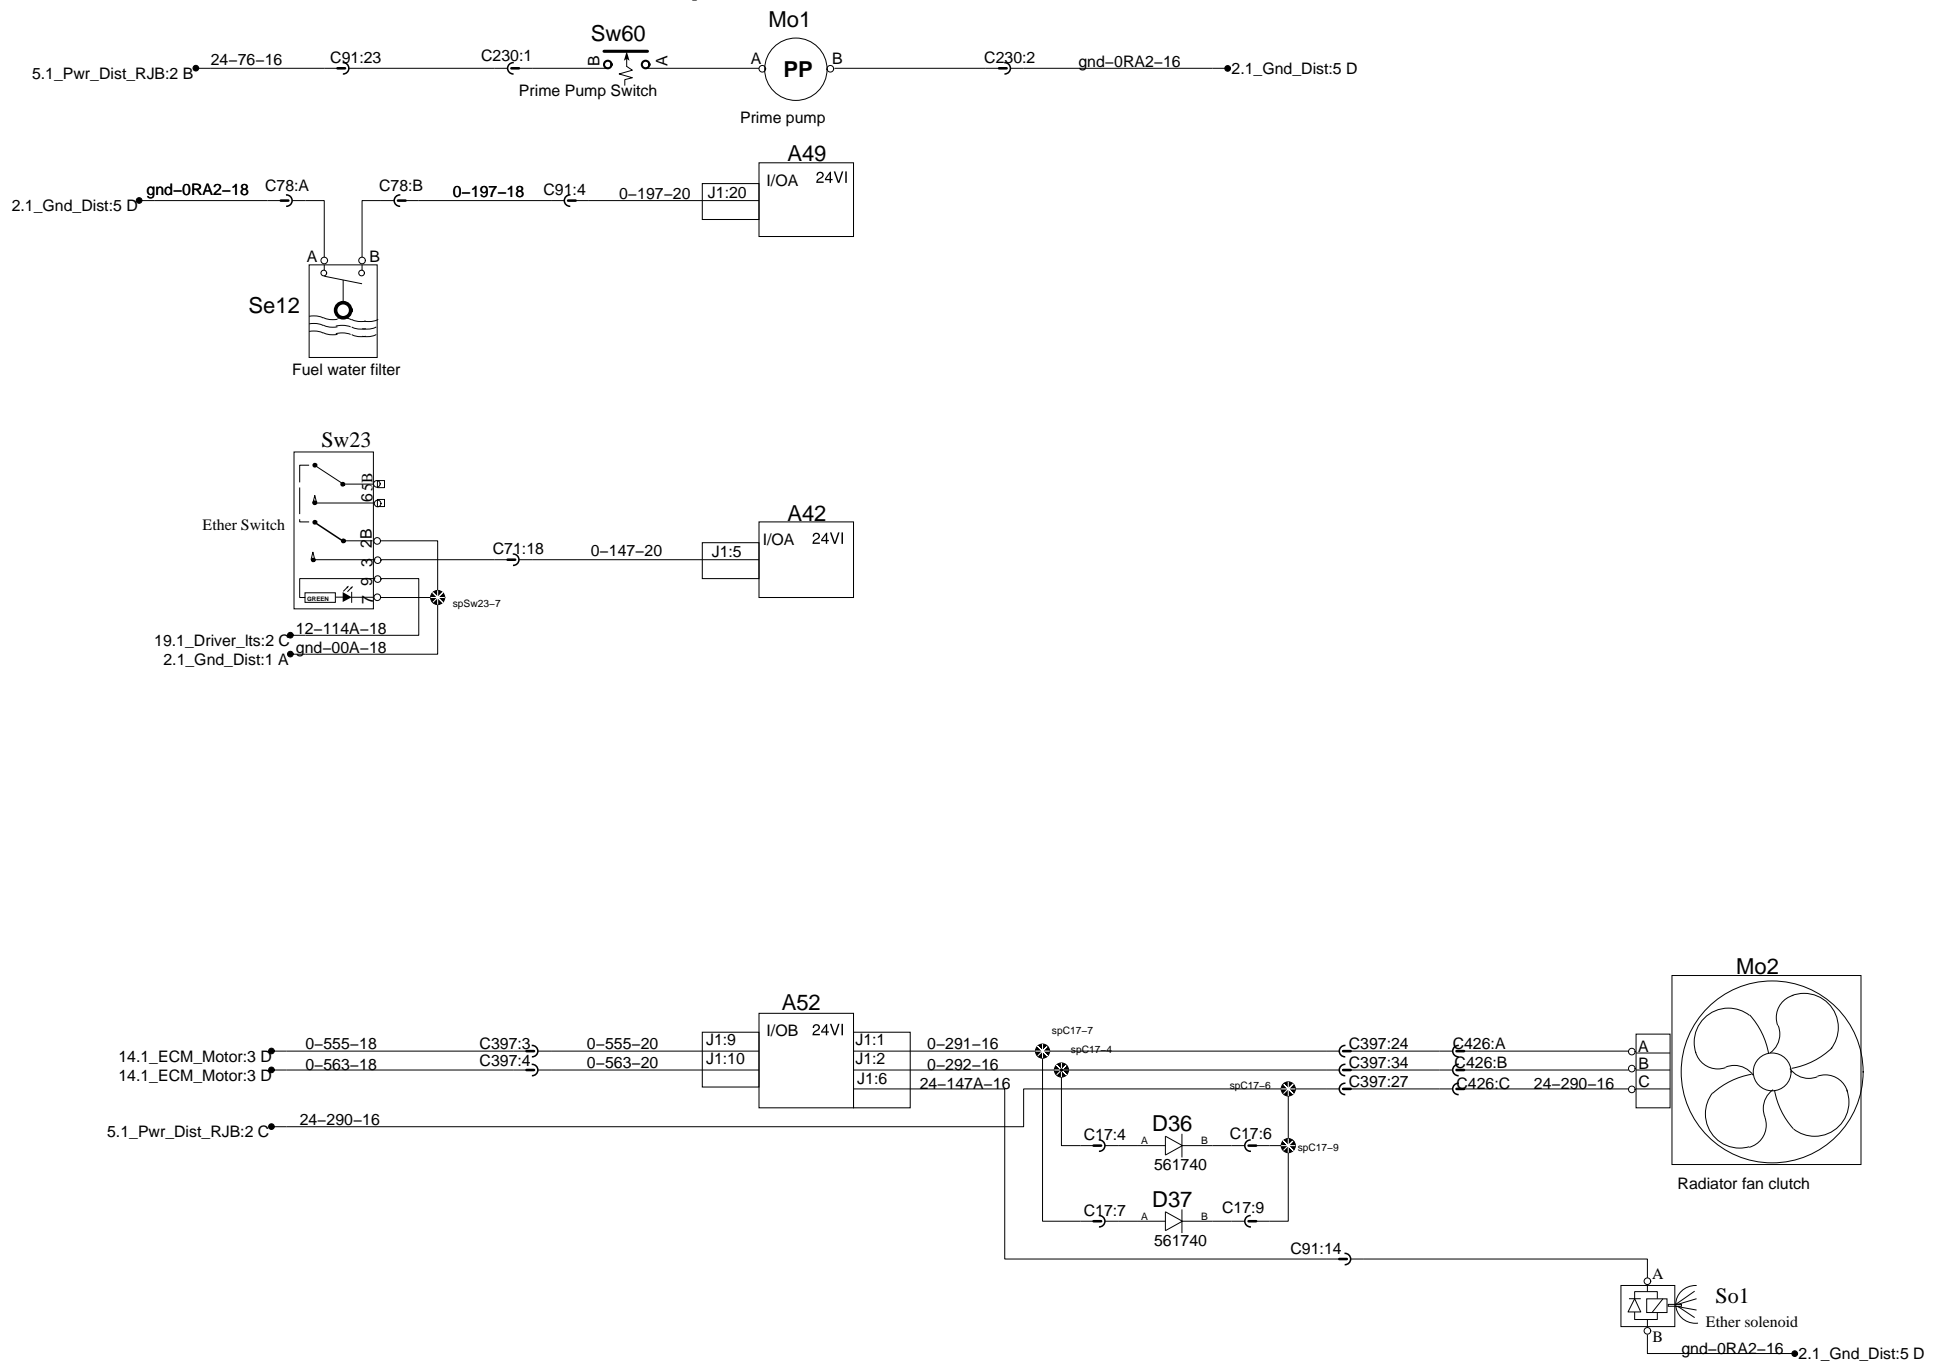 Mo1
Sw60
24–76–16
C91:23
C230:1
B
A
A
PP
B
C230:2
gnd–0RA2–16
5.1_Pwr_Dist_RJB:2 B
2.1_Gnd_Dist:5 D
Prime Pump Switch
Prime pump
A49
I/OA 24VI
gnd–0RA2–18
C78:A
C78:B
0–197–18
C91:4
0–197–20
J1:20
2.1_Gnd_Dist:5 D
A
B
Se12
Fuel water filter
Sw23
5B
6
Ether Switch
2B
3
9
7
GREEN
C71:18
0–147–20
J1:5
A42
I/OA 24VI
spSw23–7
12–114A–18
19.1_Driver_lts:2 C
gnd–00A–18
2.1_Gnd_Dist:1 A
Mo2
A52
I/OB 24VI
14.1_ECM_Motor:3 D
0–555–18
C397:3
0–555–20
J1:9
J1:1
0–291–16
spC17–7
C397:24
C426:A
A
14.1_ECM_Motor:3 D
0–563–18
C397:4
0–563–20
J1:10
J1:2
0–292–16
spC17–4
C397:34
C426:B
B
J1:6
24–147A–16
spC17–6
C397:27
C426:C
24–290–16
C
5.1_Pwr_Dist_RJB:2 C
24–290–16
C17:4
A
D36
B
C17:6
561740
spC17–9
Radiator fan clutch
C17:7
A
D37
B
C17:9
561740
C91:14
A
So1
Ether solenoid
B
gnd–0RA2–16
2.1_Gnd_Dist:5 D